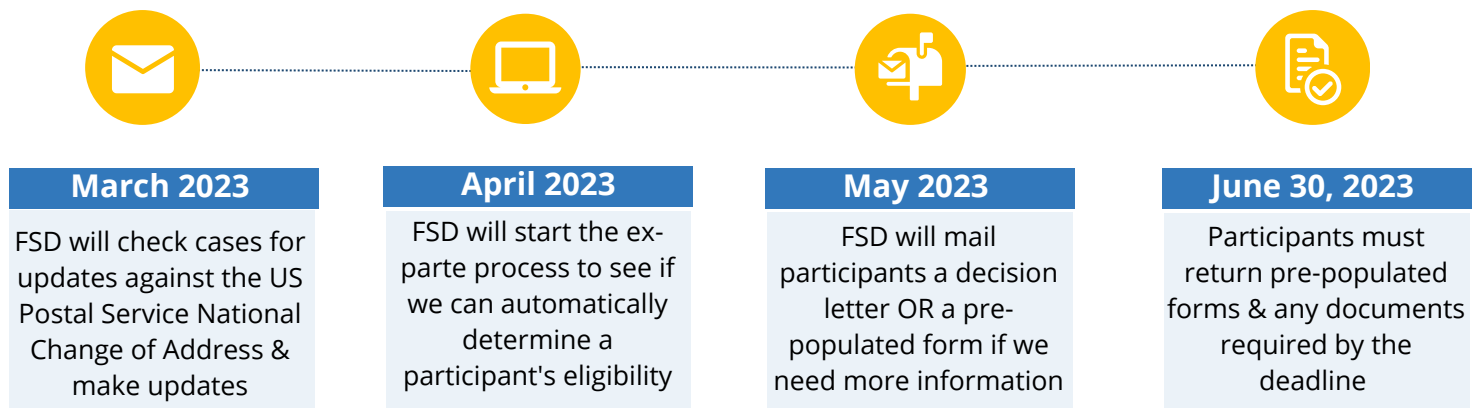 March 2023
FSD will check cases for
updates against the US
Postal Service National
Change of Address &
make updates
April 2023
FSD will start the ex-
parte process to see if
we can automatically
determine a
participant's eligibility
May 2023
FSD will mail
participants a decision
letter OR a pre-
populated form if we
need more information
June 30, 2023
Participants must
return pre-populated
forms & any documents
required by the
deadline